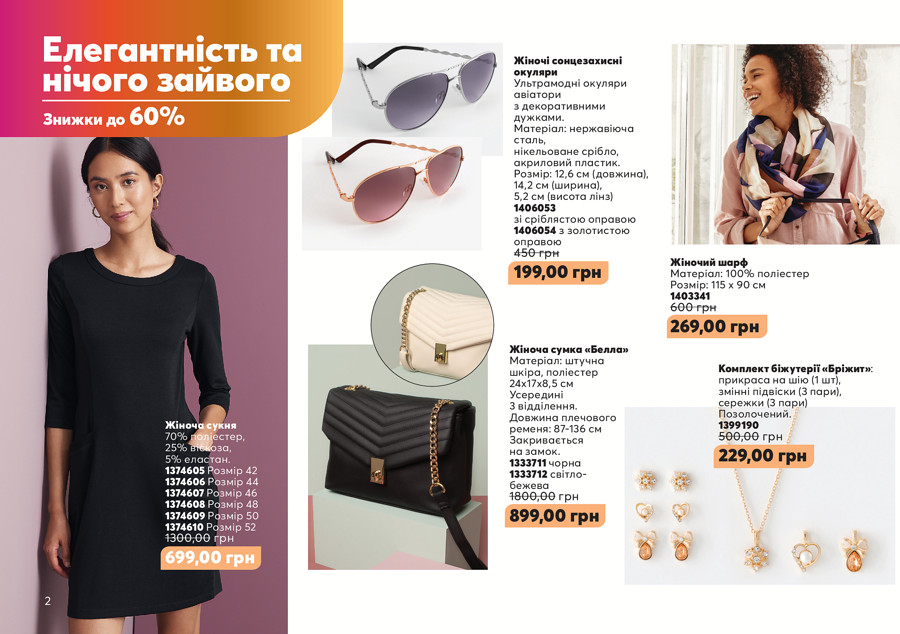 Елегантність та
нічого зайвого
Знижки до 60%
Жіноча сукня
70% поліестер,
25% віскоза,
5% еластан.
1374605 Розмір 42
1374606 Розмір 44
1374607 Розмір 46
1374608 Розмір 48
1374609 Розмір 50
1374610 Розмір 52
1300,00 грн
699,00 грн
2
Жіночі сонцезахисні
окуляри
Ультрамодні окуляри
авіатори
з декоративними
дужками.
Матеріал: нержавіюча
сталь,
нікельоване срібло,
акриловий пластик.
Розмір: 12,6 см (довжина),
14,2 см (ширина),
5,2 см (висота лінз)
1406053
зі сріблястою оправою
1406054 з золотистою
оправою
450 грн
199,00 грн
Жіноча сумка «Белла»
Матеріал: штучна
шкіра, поліестер
24х17х8,5 см
Усередині
3 відділення.
Довжина плечового
ременя: 87-136 см
Закривається
на замок.
1333711 чорна
1333712 світло-
бежева
1800,00 грн
899,00 грн
Жіночий шарф
Матеріал: 100% поліестер
Розмір: 115 х 90 см
1403341
600 грн
269,00 грн
Комплект біжутерії «Бріжит»:
прикраса на шию (1 шт),
змінні підвіски (3 пари),
сережки (3 пари)
Позолочений.
1399190
500,00 грн
229,00 грн